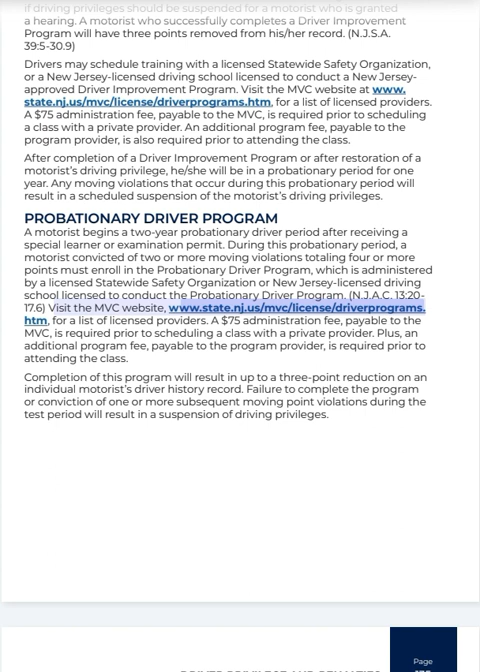 if driving privileges should be suspended for a motorist who is granted
a hearing. A motorist who successfully completes a Driver Improvement
Program will have three points removed from his/her record. (N.J.S.A.
39:5-30.9)
Drivers may schedule training with a licensed Statewide Safety Organization,
or a New Jersey-licensed driving school licensed to conduct a New Jersey-
approved Driver Improvement Program. Visit the MVC website at www.
state.nj.us/mvc/license/driverprograms.htm, for a list of licensed providers.
A $75 administration fee, payable to the MVC, is required prior to scheduling
a class with a private provider. An additional program fee, payable to the
program provider, is also required prior to attending the class.
After completion of a Driver Improvement Program or after restoration of a
motorist's driving privilege, he/she will be in a probationary period for one
year. Any moving violations that occur during this probationary period will
result in a scheduled suspension of the motorist's driving privileges.
PROBATIONARY DRIVER PROGRAM
A motorist begins a two-year probationary driver period after receiving a
special learner or examination permit. During this probationary period, a
motorist convicted of two or more moving violations totaling four or more
points must enroll in the Probationary Driver Program, which is administered
by a licensed Statewide Safety Organization or New Jersey-licensed driving
school licensed to conduct the Probationary Driver Program. (N.J.A.C. 13:20-
17.6) Visit the MVC website, www.state.nj.us/mvc/license/driverprograms.
htm, for a list of licensed providers. A $75 administration fee, payable to the
MVC, is required prior to scheduling a class with a private provider. Plus, an
additional program fee, payable to the program provider, is required prior to
attending the class.
Completion of this program will result in up to a three-point reduction on an
individual motorist's driver history record. Failure to complete the program
or conviction of one or more subsequent moving point violations during the
test period will result in a suspension of driving privileges.
Page